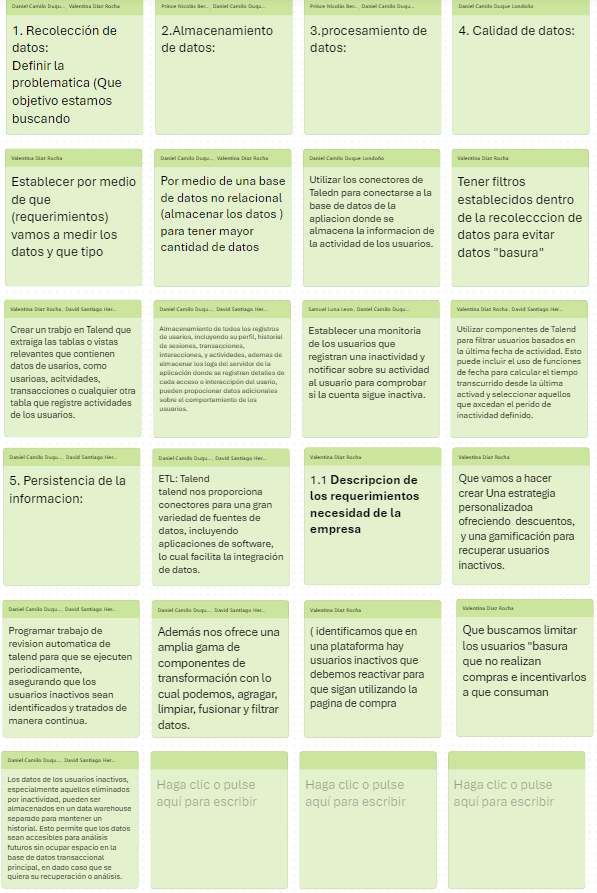 Daniel Camilo Duqu... , Valentina Diaz Rocha
1. Recolección de
datos:
Definir la
problematica (Que
objetivo estamos
buscando
Prince Nicolás Ber... , Daniel Camilo Duqu...
2.Almacenamiento
de datos:
Prince Nicolás Ber... , Daniel Camilo Duqu...
3.procesamiento de
datos:
Daniel Camilo Duque Londoño
4. Calidad de datos:
Valentina Diaz Rocha
Establecer por medio
de que
(requerimientos)
vamos a medir los
datos y que tipo
Daniel Camilo Duqu... , Valentina Diaz Rocha
Por medio de una base
de datos no relacional
(almacenar los datos )
para tener mayor
cantidad de datos
Daniel Camilo Duque Londoño
Utilizar los conectores de
Taledn para conectarse a la
base de datos de la
apliacion donde se
almacena la informacion de
la actividad de los usuarios.
Valentina Diaz Rocha
Tener filtros
establecidos dentro
de la recolecccion de
datos para evitar
datos "basura"
Valentina Diaz Rocha , David Santiago Her...
Crear un trabjo en Talend que
extraiga las tablas o vistas
relevantes que contienen
datos de usarios, como
usarioas, acitvidades,
transacciones o cualquier otra
tabla que registre actividades
de los usuarios.
Daniel Camilo Duqu... , David Santiago Her...
Almacenamiento de todos los registros
de usarios, incluyendo su perfil, historial
de sesiones, transacciones,
interacciones, y actividades, ademas de
almacenar los logs del servidor de la
aplicación donde se registran detalles de
cada acceso o interaccipón del userio,
pueden proporcionar datos adicionales
sobre el comportamiento de los
usuarios.
Samuel Luna Leon , Daniel Camilo Duqu...
Establecer una monitoria
de los usuarios que
registran una inactividad y
notificar sobre su actividad
al usuario para comprobar
si la cuenta sigue inactiva.
Valentina Diaz Rocha , David Santiago Her...
Utilizar componentes de Talend
para filtrar usuarios basados en
la última fecha de actividad. Esto
puede incluir el uso de funciones
de fecha para calcular el tiempo
transcurrido desde la última
activad y seleccionar aquellos
que axcedan el perído de
inactividad definido.
Daniel Camilo Duqu... , David Santiago Her...
5. Persistencia de la
informacion:
Daniel Camilo Duqu... , David Santiago Her...
ETL: Talend
talend nos proporciona
conectores para una gran
variedad de fuentes de
datos, incluyendo
aplicaciones de software,
lo cual facilita la integración
de datos.
Valentina Diaz Rocha
1.1 Descripcion de
los requerimientos
necesidad de la
empresa
Valentina Diaz Rocha
Que vamos a hacer
crear Una estrategia
personalizadoa
ofreciendo descuentos,
y una gamificación para
recuperar usuarios
inactivos.
Daniel Camilo Duqu... , David Santiago Her...
Programar trabajo de
revision automatica de
talend para que se ejecuten
periodicamente,
asegurando que los
usuarios inactivos sean
identificados y tratados de
manera continua.
Daniel Camilo Duqu... , David Santiago Her...
Además nos ofrece una
amplia gama de
componentes de
transformación con lo
cual podemos, agragar,
limpiar, fusionar y filtrar
datos.
Valentina Diaz Rocha
( identificamos que en
una plataforma hay
usuarios inactivos que
debemos reactivar para
que sigan utilizando la
pagina de compra
Valentina Diaz Rocha
Que buscamos limitar
los usuarios "basura
que no realizan
compras e incentivarlos
a que consuman
Daniel Camilo Duqu... , David Santiago Her...
Los datos de los usuarios inactivos,
especialmente aquellos eliminados
por inactividad, pueden ser
almacenados en un data warehouse
separado para mantener un
historial. Esto permite que los datos
sean accesibles para análisis
futuros sin ocupar espacio en la
base de datos transaccional
principal, en dado caso que se
quiera su recuperación o análisis.
Haga clic o pulse
aquí para escribir
Haga clic o pulse
aquí para escribir
Haga clic o pulse
aquí para escribir